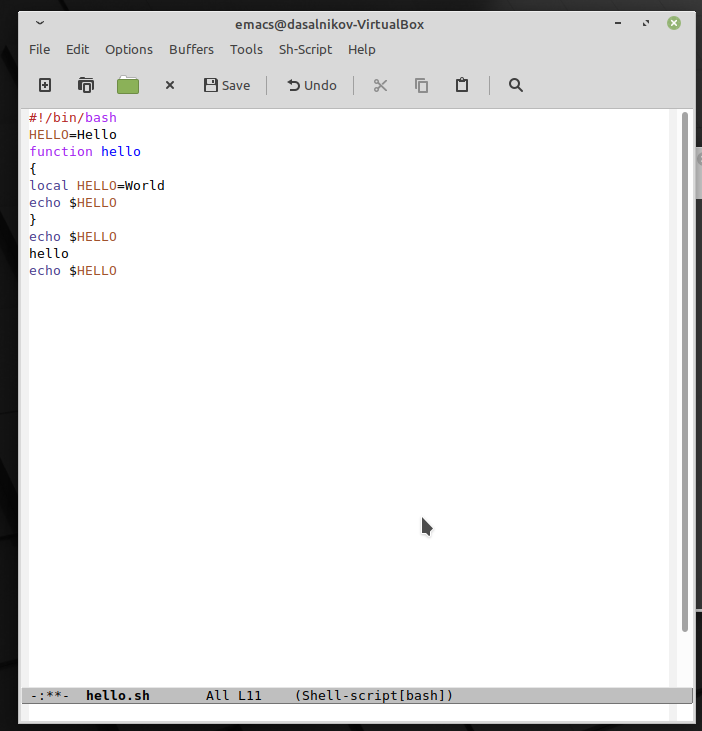 emacs@dasalnikov-VirtualBox
File Edit Options Buffers Tools Sh-Script Help
Save Undo
#!/bin/bash
HELLO=Hello
function hello
{
local HELLO=World
echo $HELLO
}
echo $HELLO
hello
echo $HELLO
-:**- hello.sh All L11 (Shell-script[bash])